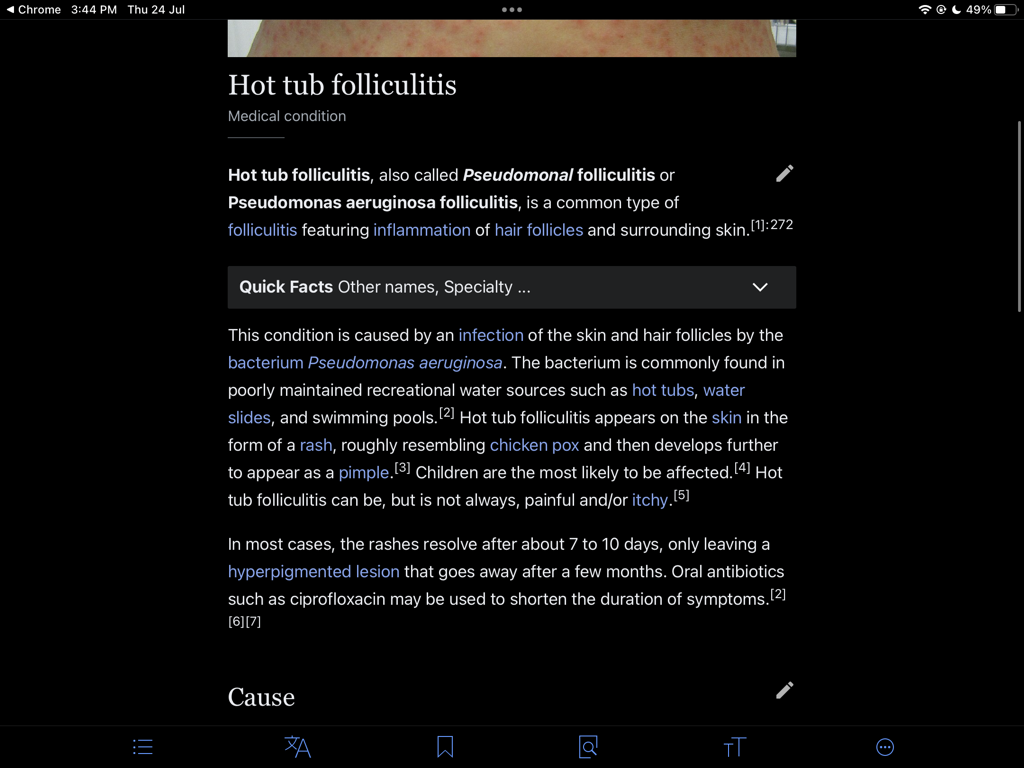 ◀ Chrome 3:44 PM Thu 24 Jul 49%
Hot tub folliculitis
Medical condition
Hot tub folliculitis, also called Pseudomonal folliculitis or
Pseudomonas aeruginosa folliculitis, is a common type of
folliculitis featuring inflammation of hair follicles and surrounding skin.[1]:272
Quick Facts Other names, Specialty ...
This condition is caused by an infection of the skin and hair follicles by the
bacterium Pseudomonas aeruginosa. The bacterium is commonly found in
poorly maintained recreational water sources such as hot tubs, water
slides, and swimming pools.[2] Hot tub folliculitis appears on the skin in the
form of a rash, roughly resembling chicken pox and then develops further
to appear as a pimple.[3] Children are the most likely to be affected.[4] Hot
tub folliculitis can be, but is not always, painful and/or itchy.[5]
In most cases, the rashes resolve after about 7 to 10 days, only leaving a
hyperpigmented lesion that goes away after a few months. Oral antibiotics
such as ciprofloxacin may be used to shorten the duration of symptoms.[2]
[6][7]
Cause